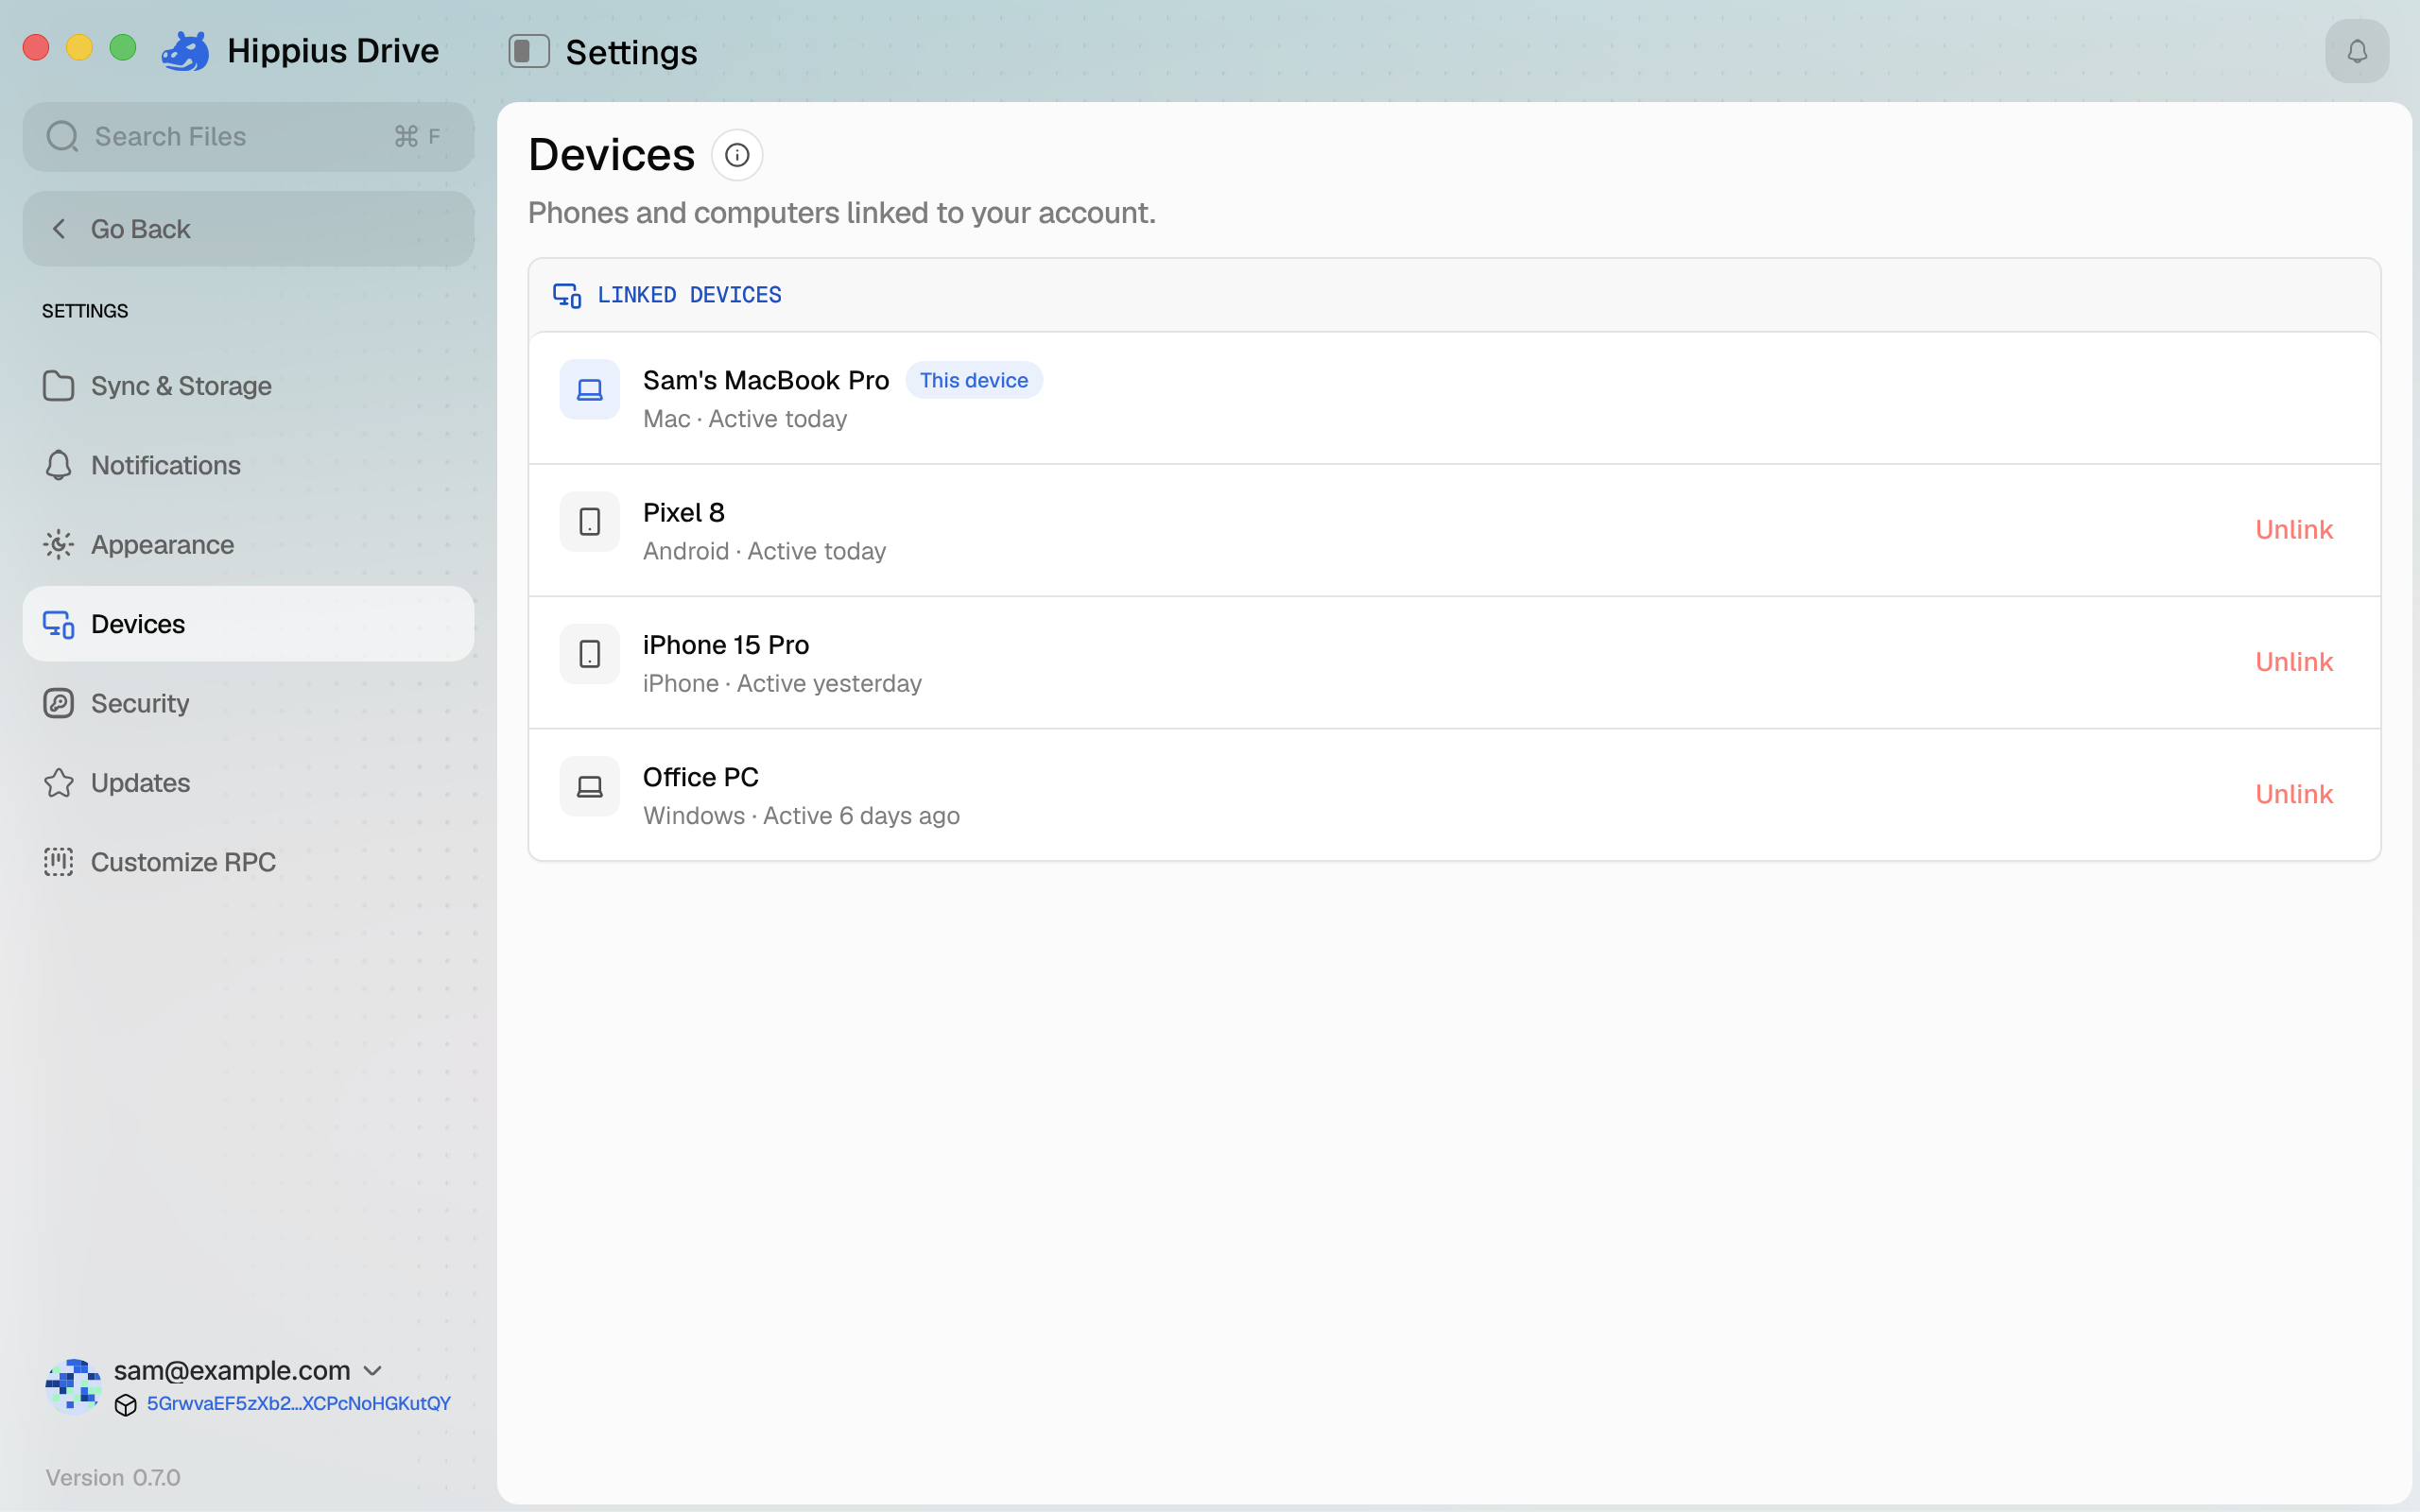 Hippius Drive
Settings
Search Files ⌘ F
Go Back
SETTINGS
Sync & Storage
Notifications
Appearance
Devices
Security
Updates
Customize RPC
sam@example.com
5GrwvaEF5zXb2...XCPcNoHGKutQY
Version 0.7.0
Devices
Phones and computers linked to your account.
LINKED DEVICES
Sam's MacBook Pro This device
Mac · Active today
Pixel 8
Android · Active today
Unlink
iPhone 15 Pro
iPhone · Active yesterday
Unlink
Office PC
Windows · Active 6 days ago
Unlink